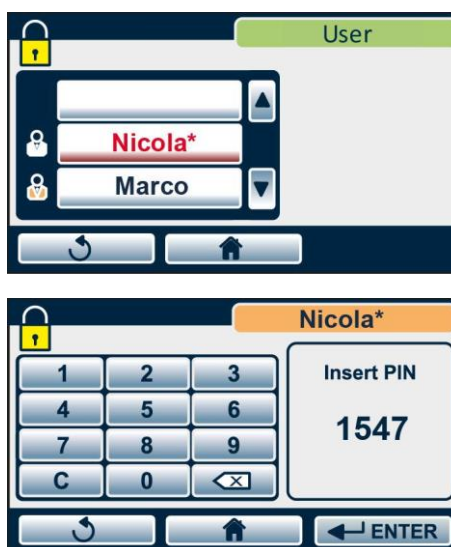 User
Nicola*
Marco
Nicola*
1 2 3
Insert PIN
4 5 6
1547
7 8 9
C 0
ENTER